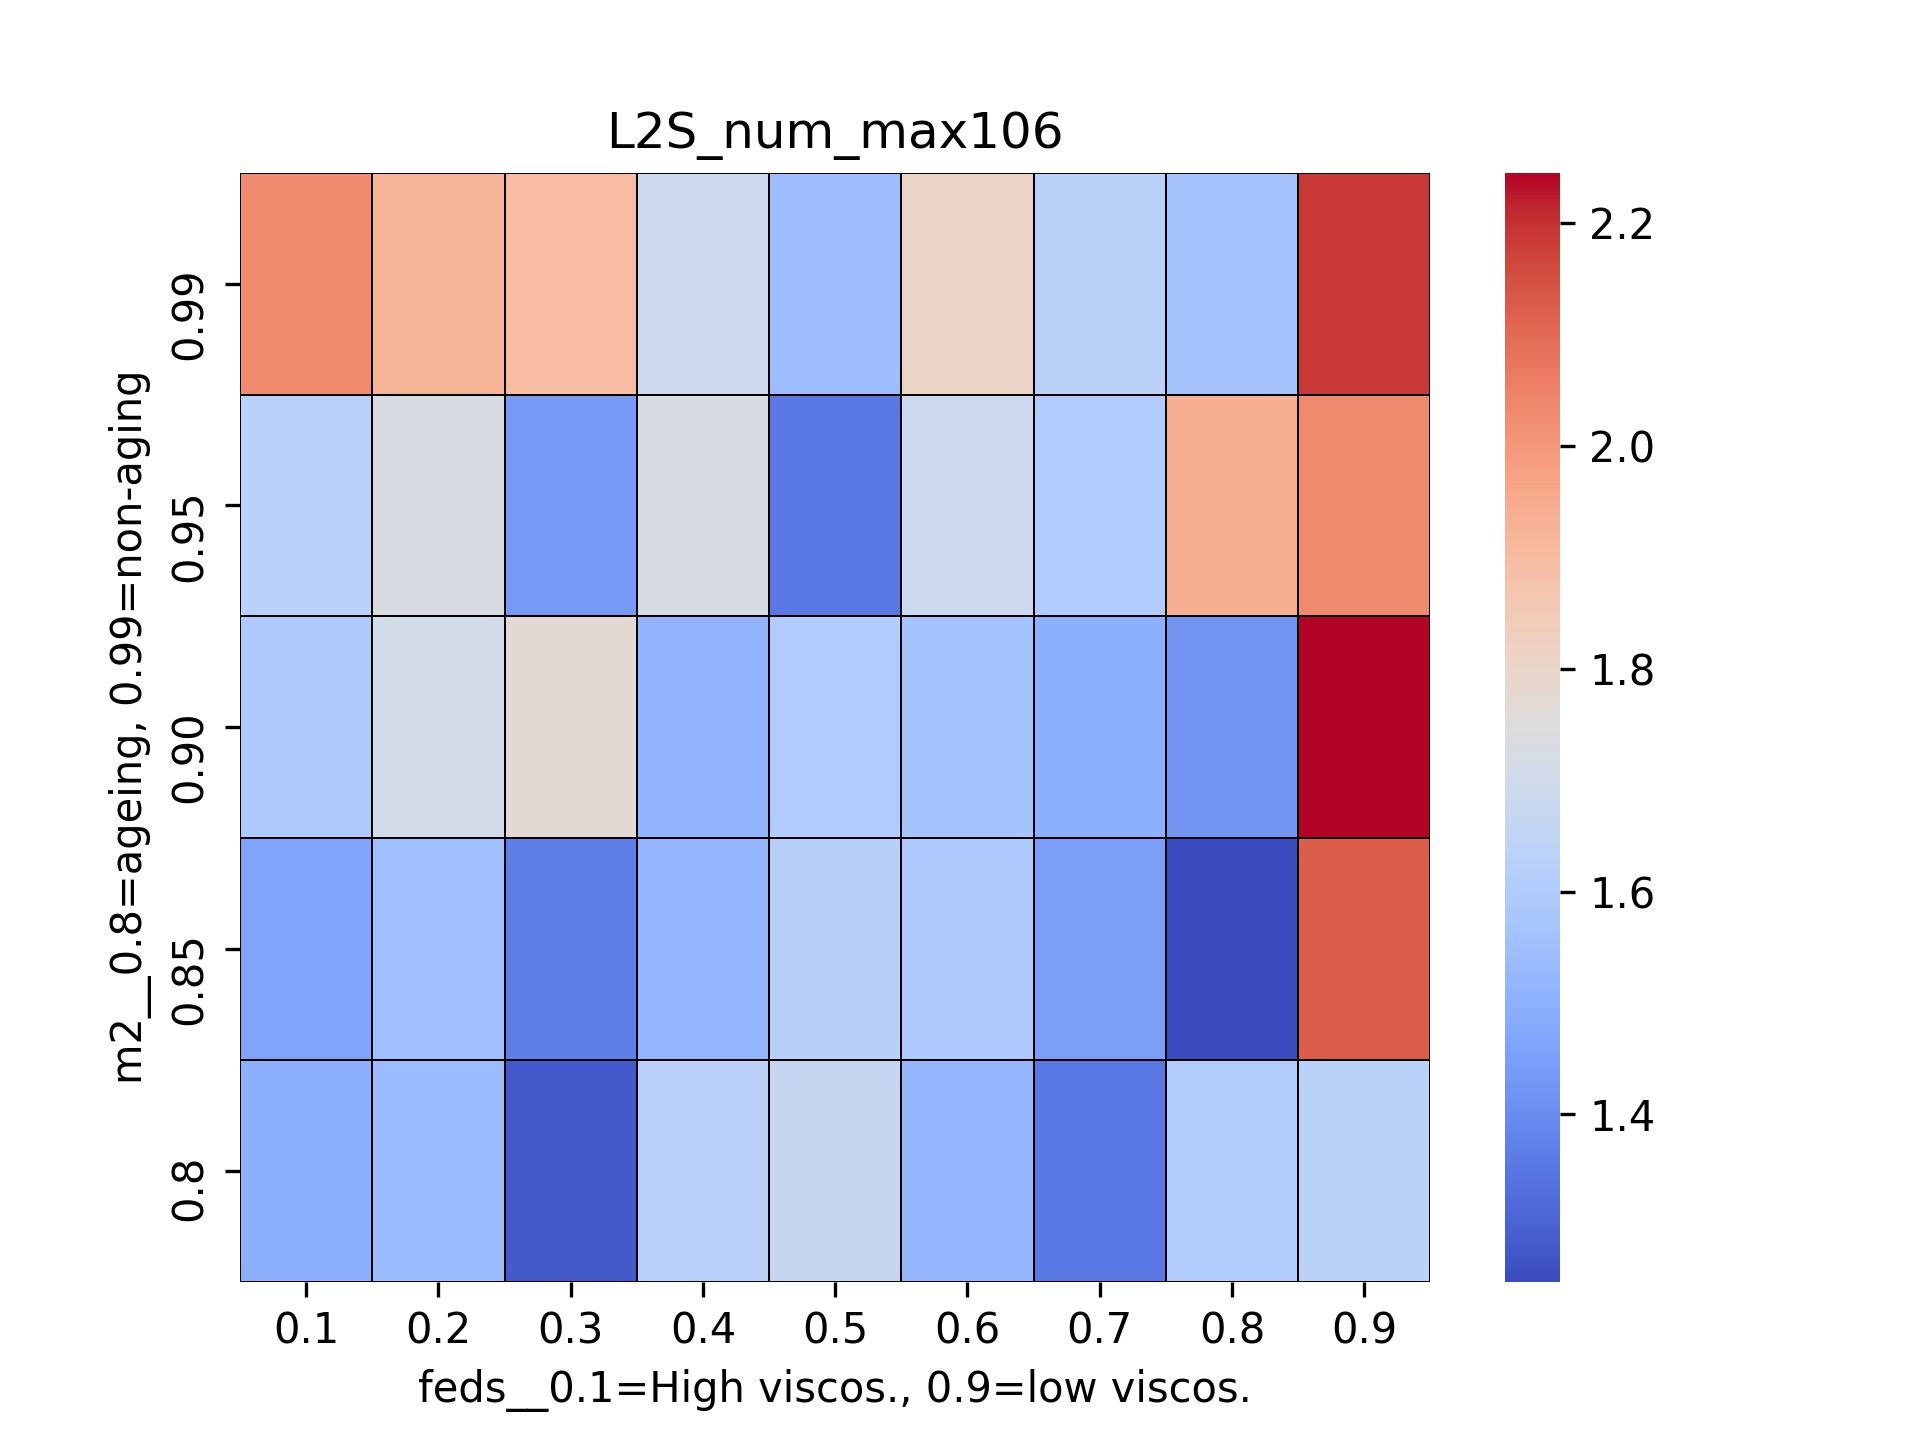 L2S_num_max106
m2__0.8=ageing, 0.99=non-aging
0.99
0.95
0.90
0.85
0.8
0.1 0.2 0.3 0.4 0.5 0.6 0.7 0.8 0.9
feds__0.1=High viscos., 0.9=low viscos.
2.2
2.0
1.8
1.6
1.4